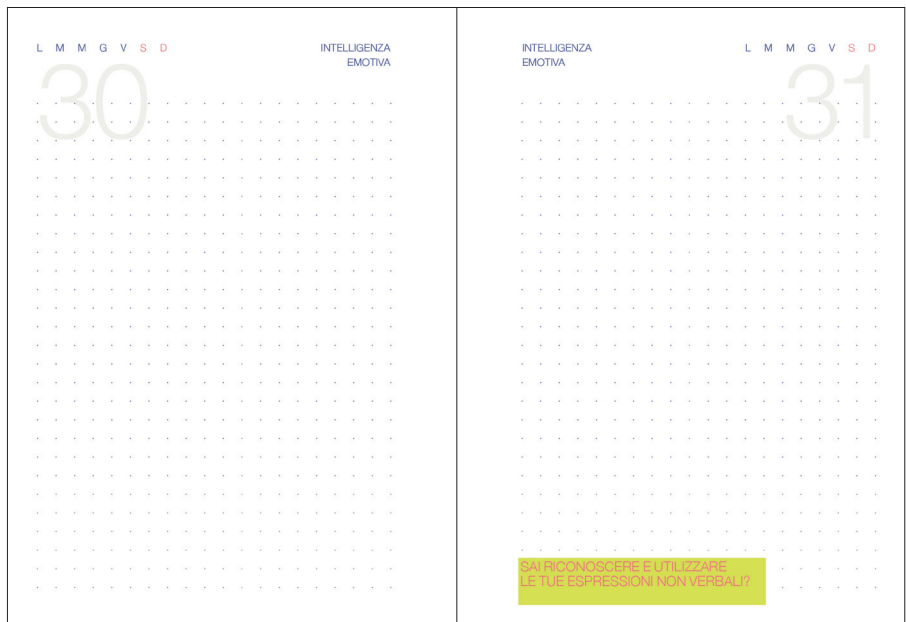 L M M G V S D
INTELLIGENZA
EMOTIVA
30
INTELLIGENZA
EMOTIVA
L M M G V S D
31
SAI RICONOSCERE E UTILIZZARE
LE TUE ESPRESSIONI NON VERBALI?